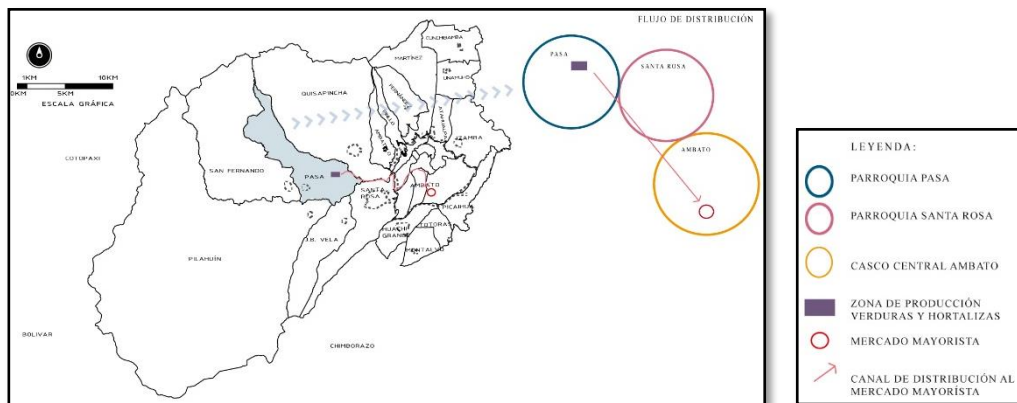 FLUJO DE DISTRIBUCIÓN
1KM 10KM
0KM 5KM
ESCALA GRÁFICA
COTOPAXI
SAN FERNANDO
QUISAPINCHA
PASA
MARTÍNEZ
CUNCHIBAMBA
UNAMUNCHO
IZAMBA
AMBATO
SANTA
ROSA
PICAIHUA
HUACHI
GRANDE
TOTORAS
MONTALVO
J.B. VELA
PILAHUÍN
BOLIVAR
CHIMBORAZO
PASA
SANTA ROSA
AMBATO
LEYENDA:
PARROQUIA PASA
PARROQUIA SANTA ROSA
CASCO CENTRAL AMBATO
ZONA DE PRODUCCIÓN
VERDURAS Y HORTALIZAS
MERCADO MAYORISTA
CANAL DE DISTRIBUCIÓN AL
MERCADO MAYORÍSTA